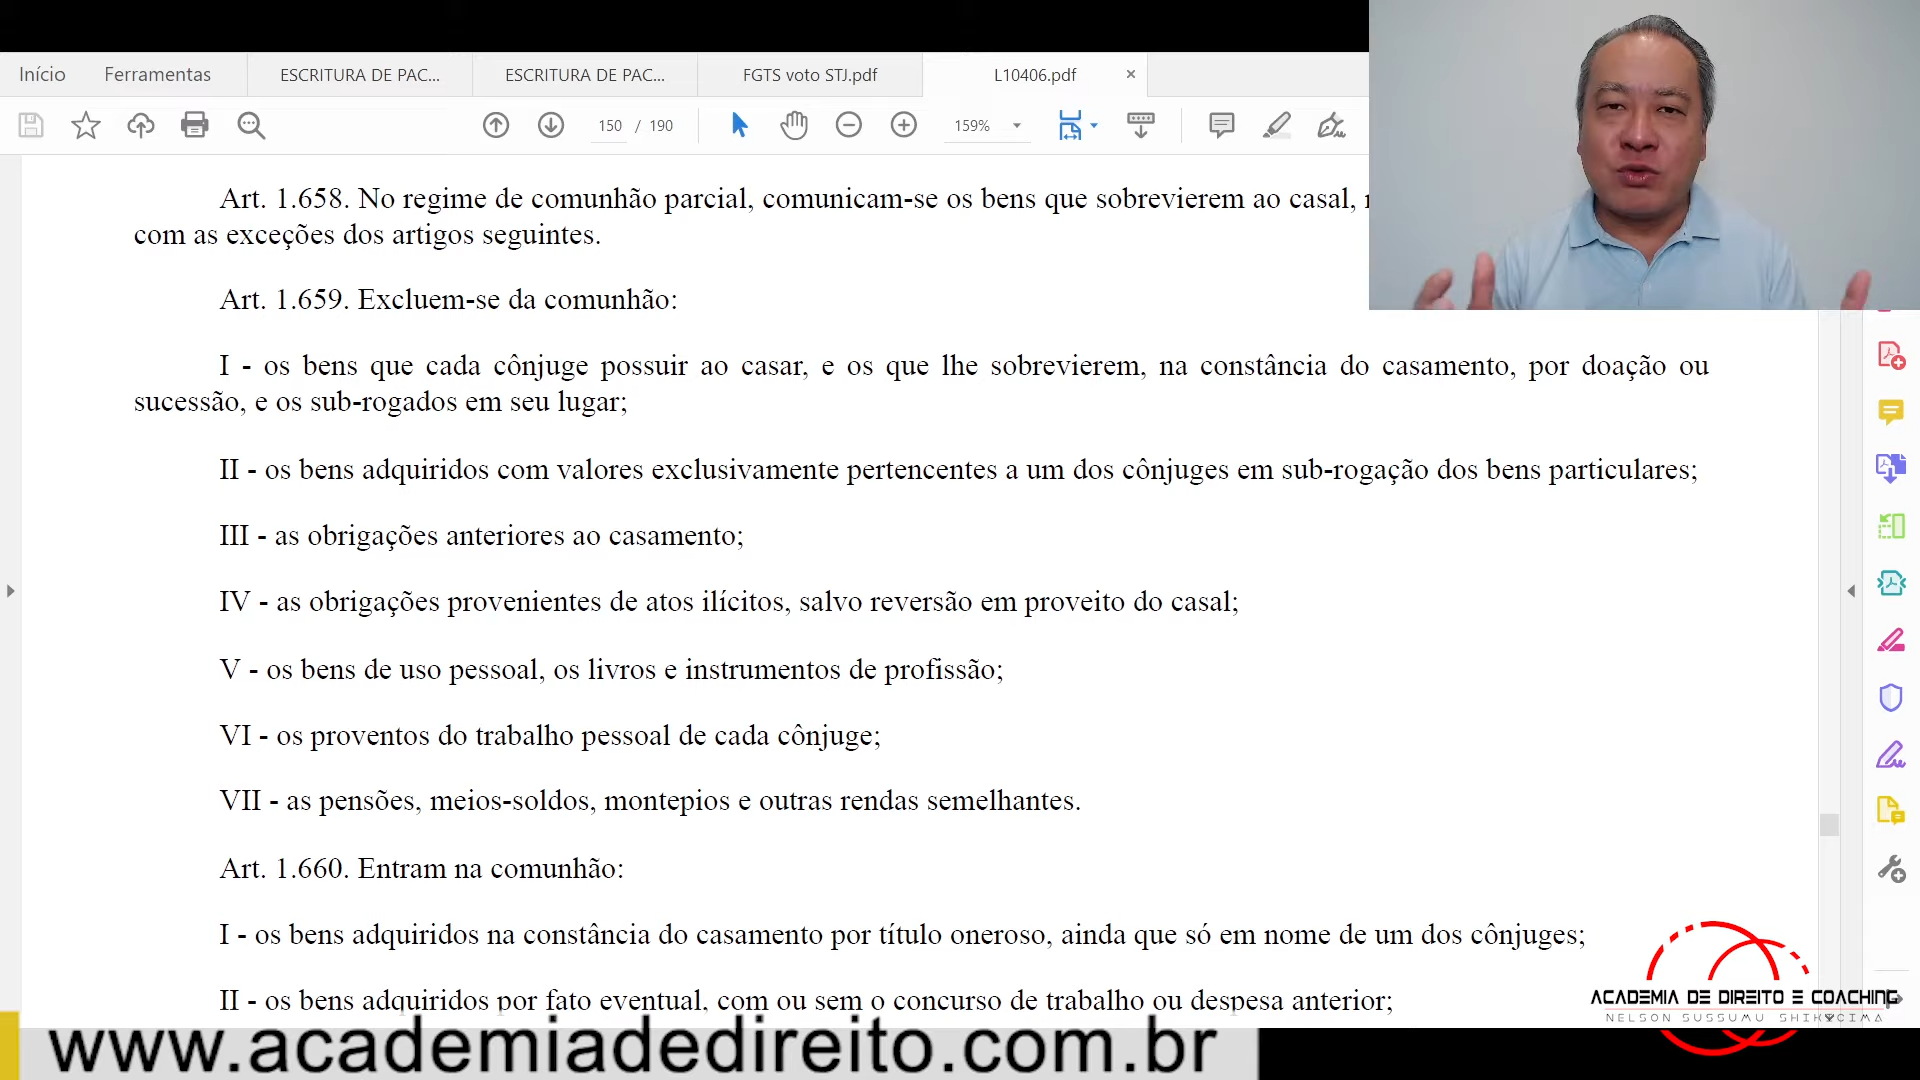 Início Ferramentas ESCRITURA DE PAC... ESCRITURA DE PAC... FGTS voto STJ.pdf L10406.pdf ×
150 / 190 159%
Art. 1.658. No regime de comunhão parcial, comunicam-se os bens que sobrevierem ao casal,
com as exceções dos artigos seguintes.
Art. 1.659. Excluem-se da comunhão:
I - os bens que cada cônjuge possuir ao casar, e os que lhe sobrevierem, na constância do casamento, por doação ou
sucessão, e os sub-rogados em seu lugar;
II - os bens adquiridos com valores exclusivamente pertencentes a um dos cônjuges em sub-rogação dos bens particulares;
III - as obrigações anteriores ao casamento;
IV - as obrigações provenientes de atos ilícitos, salvo reversão em proveito do casal;
V - os bens de uso pessoal, os livros e instrumentos de profissão;
VI - os proventos do trabalho pessoal de cada cônjuge;
VII - as pensões, meios-soldos, montepios e outras rendas semelhantes.
Art. 1.660. Entram na comunhão:
I - os bens adquiridos na constância do casamento por título oneroso, ainda que só em nome de um dos cônjuges;
II - os bens adquiridos por fato eventual, com ou sem o concurso de trabalho ou despesa anterior;
ACADEMIA DE DIREITO E COACHING
NELSON SUSSUMU SHIKICIMA
www.academiadedireito.com.br